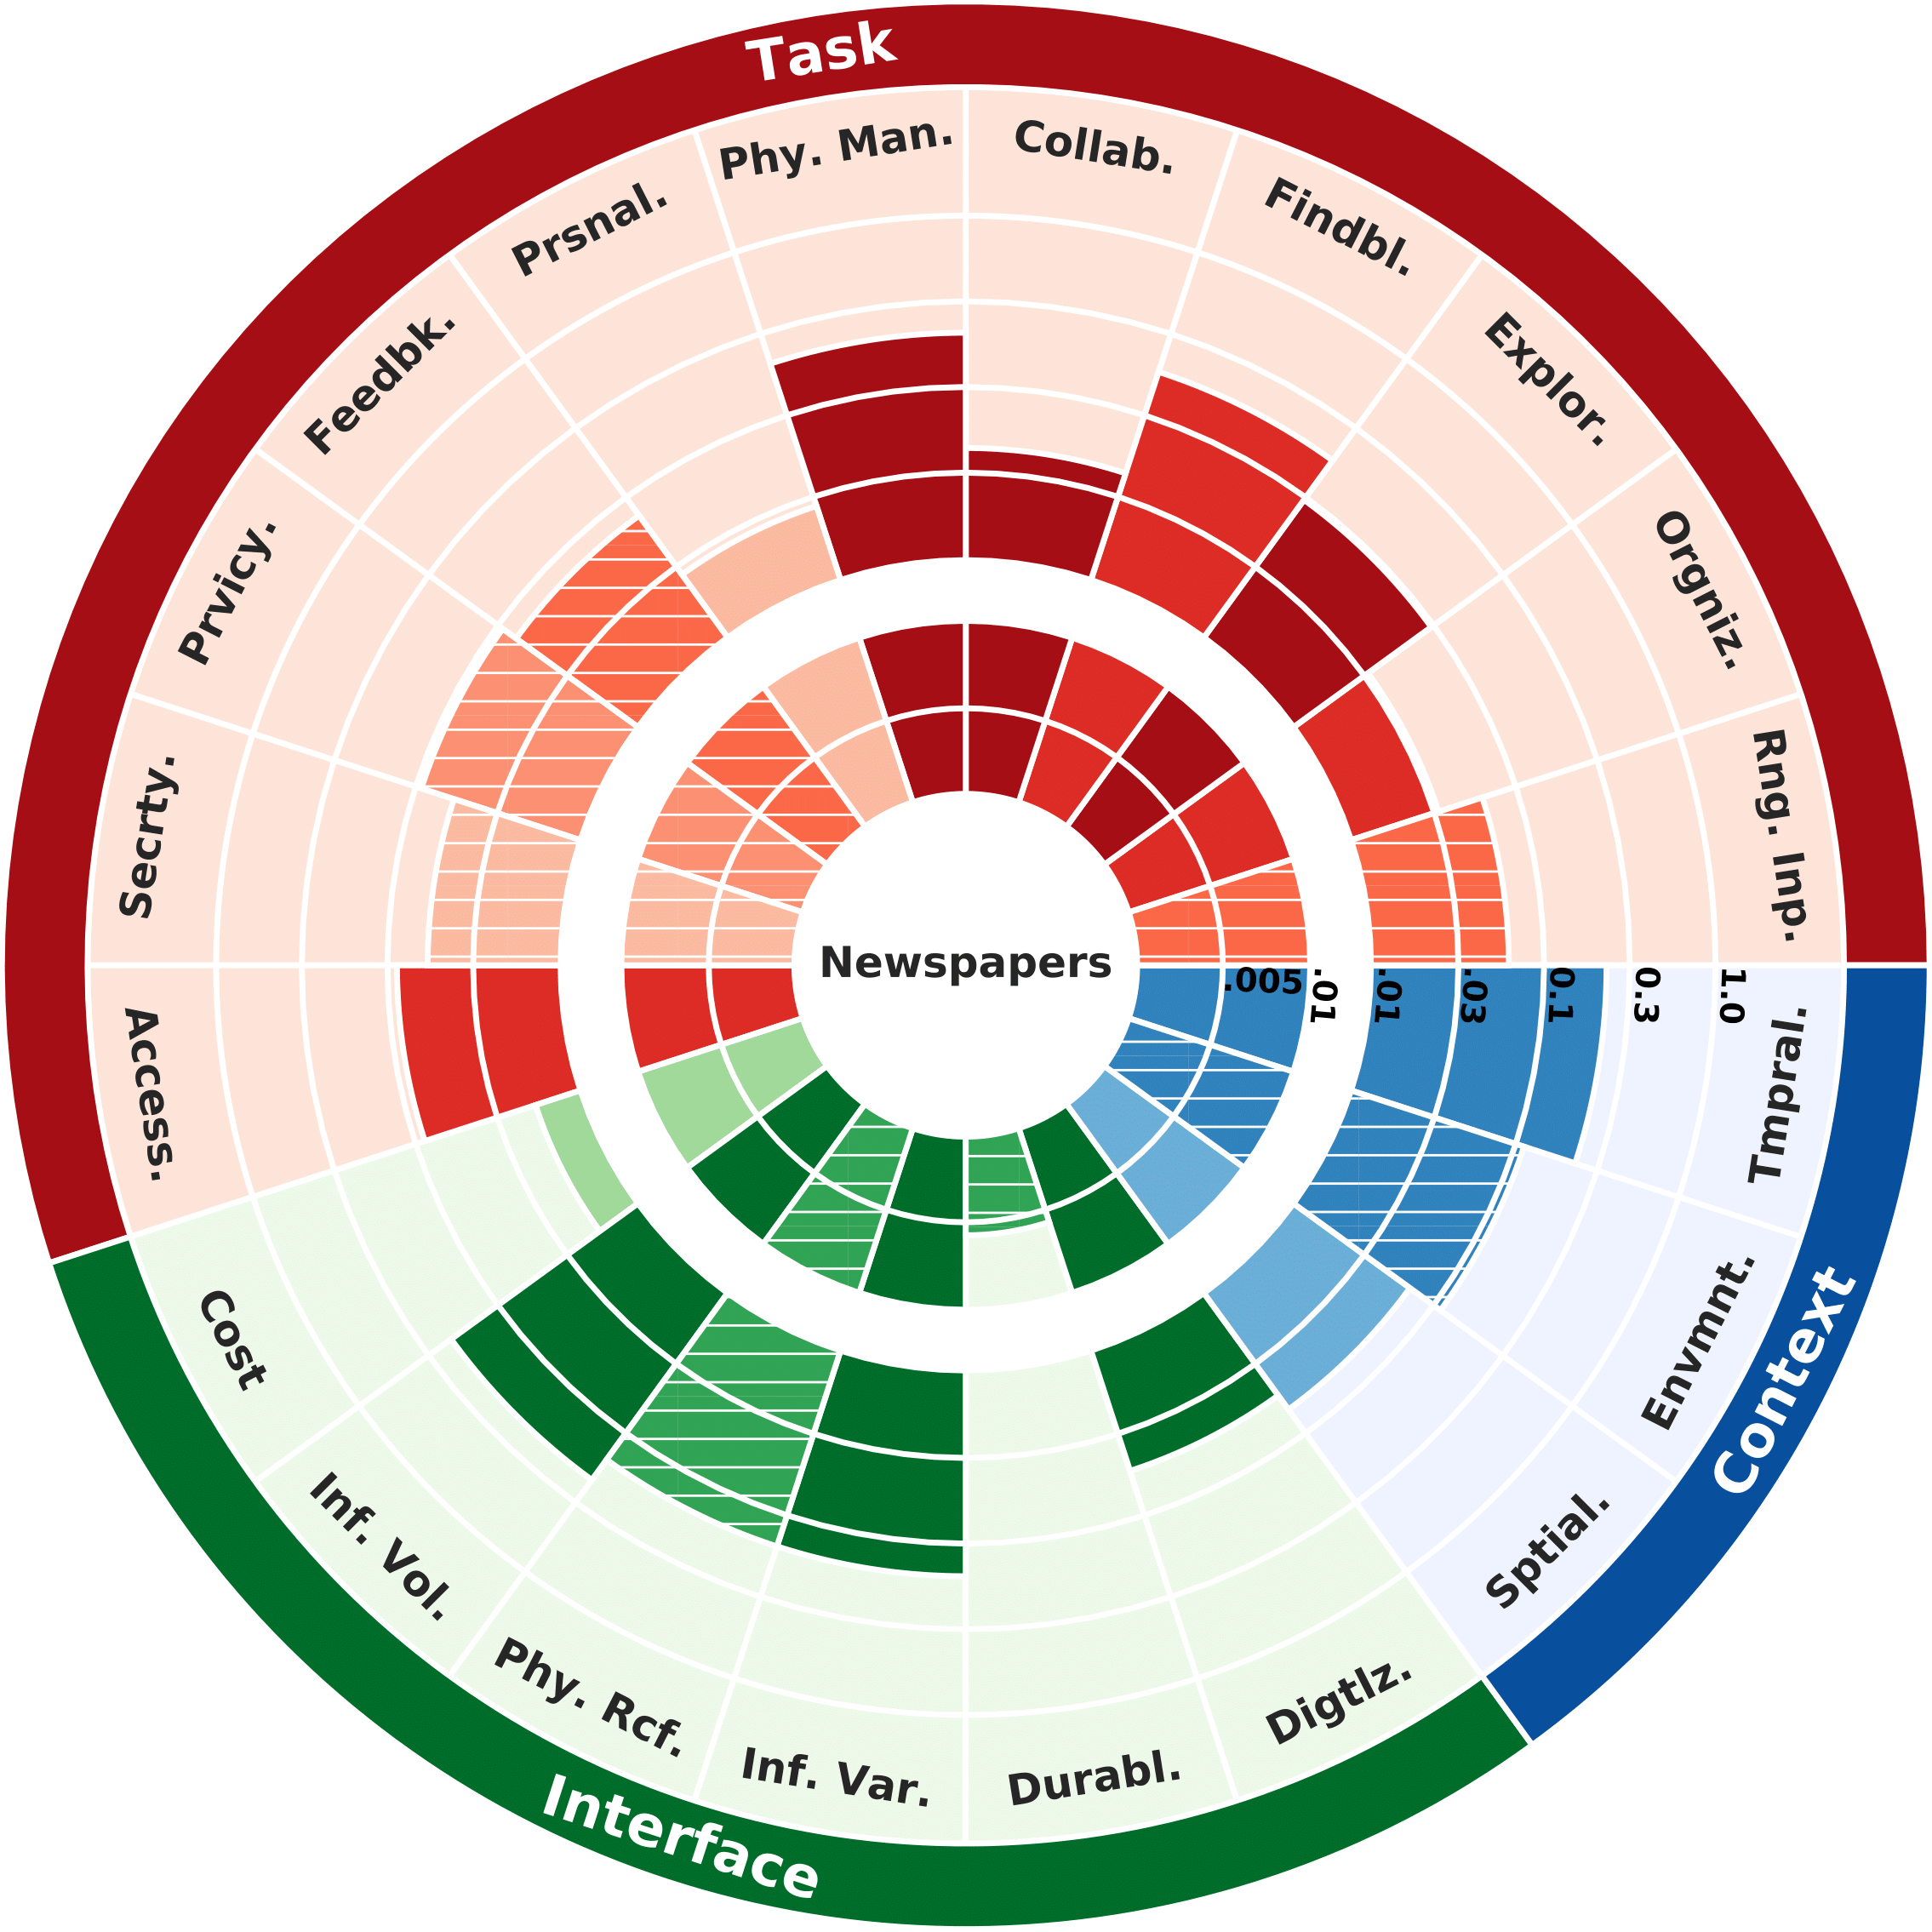 Task
Phy. Man.
Collab.
Findbl.
Explor.
Orgniz.
Rngl. Inp.
Tmpral.
Envmnt.
Context
Sptial.
Digtlz.
Durabl.
Inf. Var.
Interface
Phy. Rcf.
Inf. Vol.
Cost
Access.
Secrty.
Prvicy.
Feedbk.
Prsnal.
Newspapers
.005
.01
.01
.03
0.1
0.3
1.0